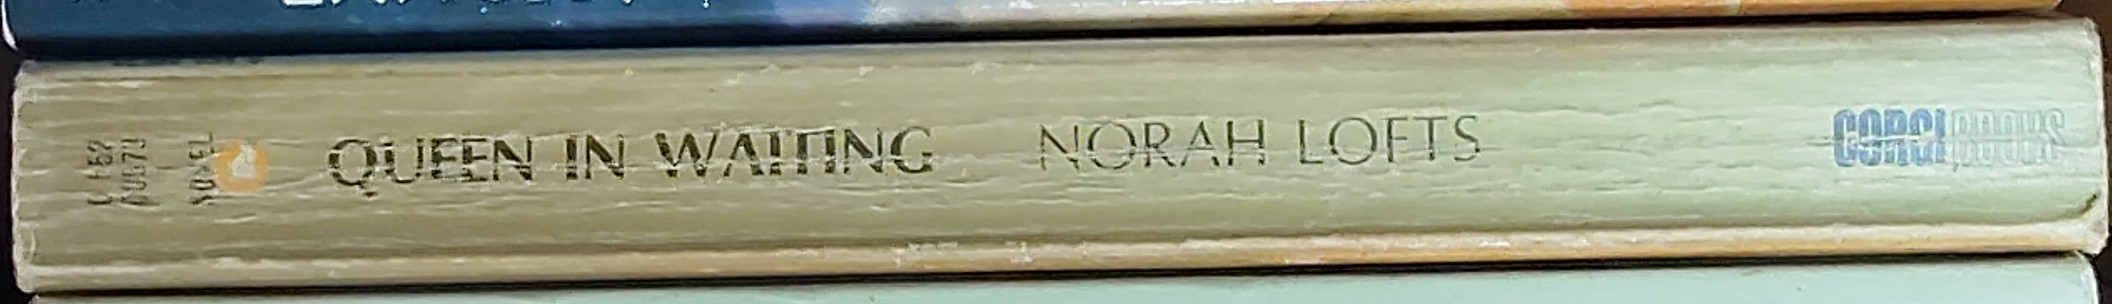 QUEEN IN WAITING NORAH LOFTS CORGI BOOKS